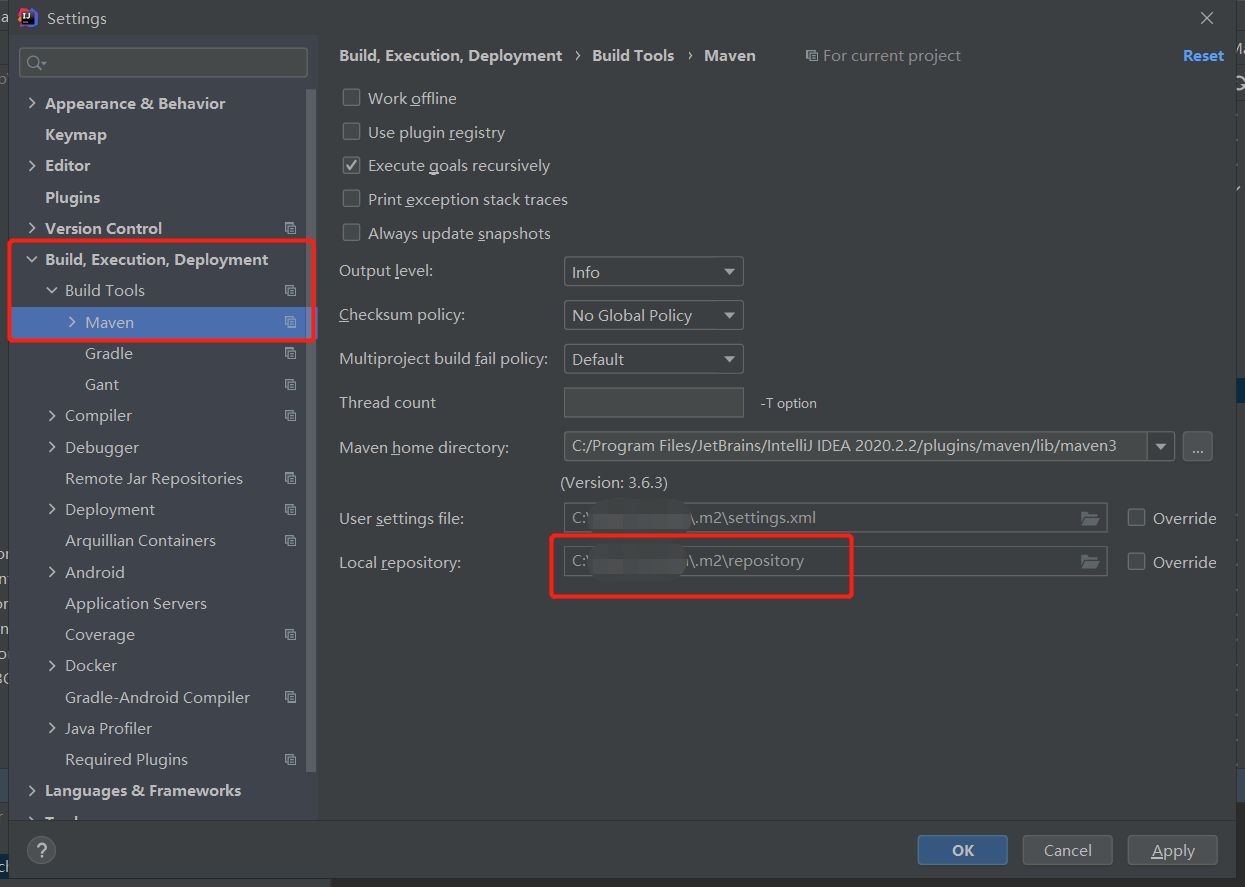 Settings
Build, Execution, Deployment › Build Tools › Maven For current project Reset
Appearance & Behavior
Keymap
Editor
Plugins
Version Control
Build, Execution, Deployment
Build Tools
Maven
Gradle
Gant
Compiler
Debugger
Remote Jar Repositories
Deployment
Arquillian Containers
Android
Application Servers
Coverage
Docker
Gradle-Android Compiler
Java Profiler
Required Plugins
Languages & Frameworks
Work offline
Use plugin registry
Execute goals recursively
Print exception stack traces
Always update snapshots
Output level: Info
Checksum policy: No Global Policy
Multiproject build fail policy: Default
Thread count -T option
Maven home directory: C:/Program Files/JetBrains/IntelliJ IDEA 2020.2.2/plugins/maven/lib/maven3 ...
(Version: 3.6.3)
User settings file: C:\ \.m2\settings.xml Override
Local repository: C:\ \.m2\repository Override
? OK Cancel Apply